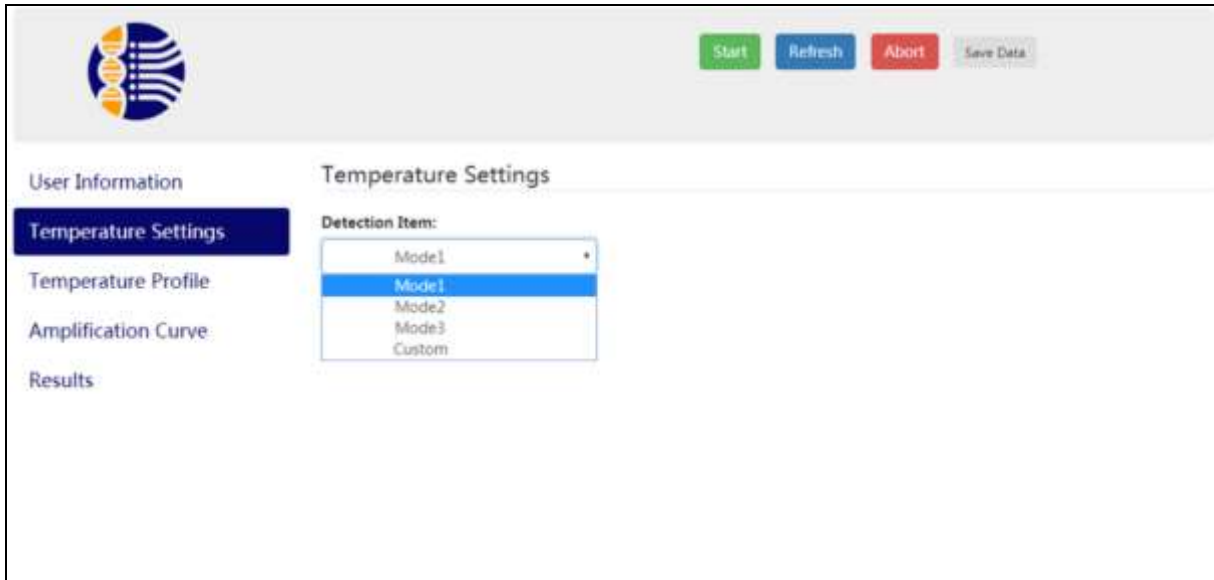 Start Refresh Abort Save Data
User Information
Temperature Settings
Temperature Profile
Amplification Curve
Results
Temperature Settings
Detection Item:
Mode1
Mode1
Mode2
Mode3
Custom